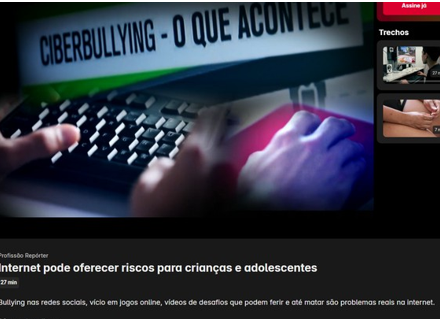 CIBERBULLYING - O QUE ACONTECE
Assine já
Trechos
Profissão Repórter
Internet pode oferecer riscos para crianças e adolescentes
27 min
Bullying nas redes sociais, vício em jogos online, vídeos de desafios que podem ferir e até matar são problemas reais na internet.